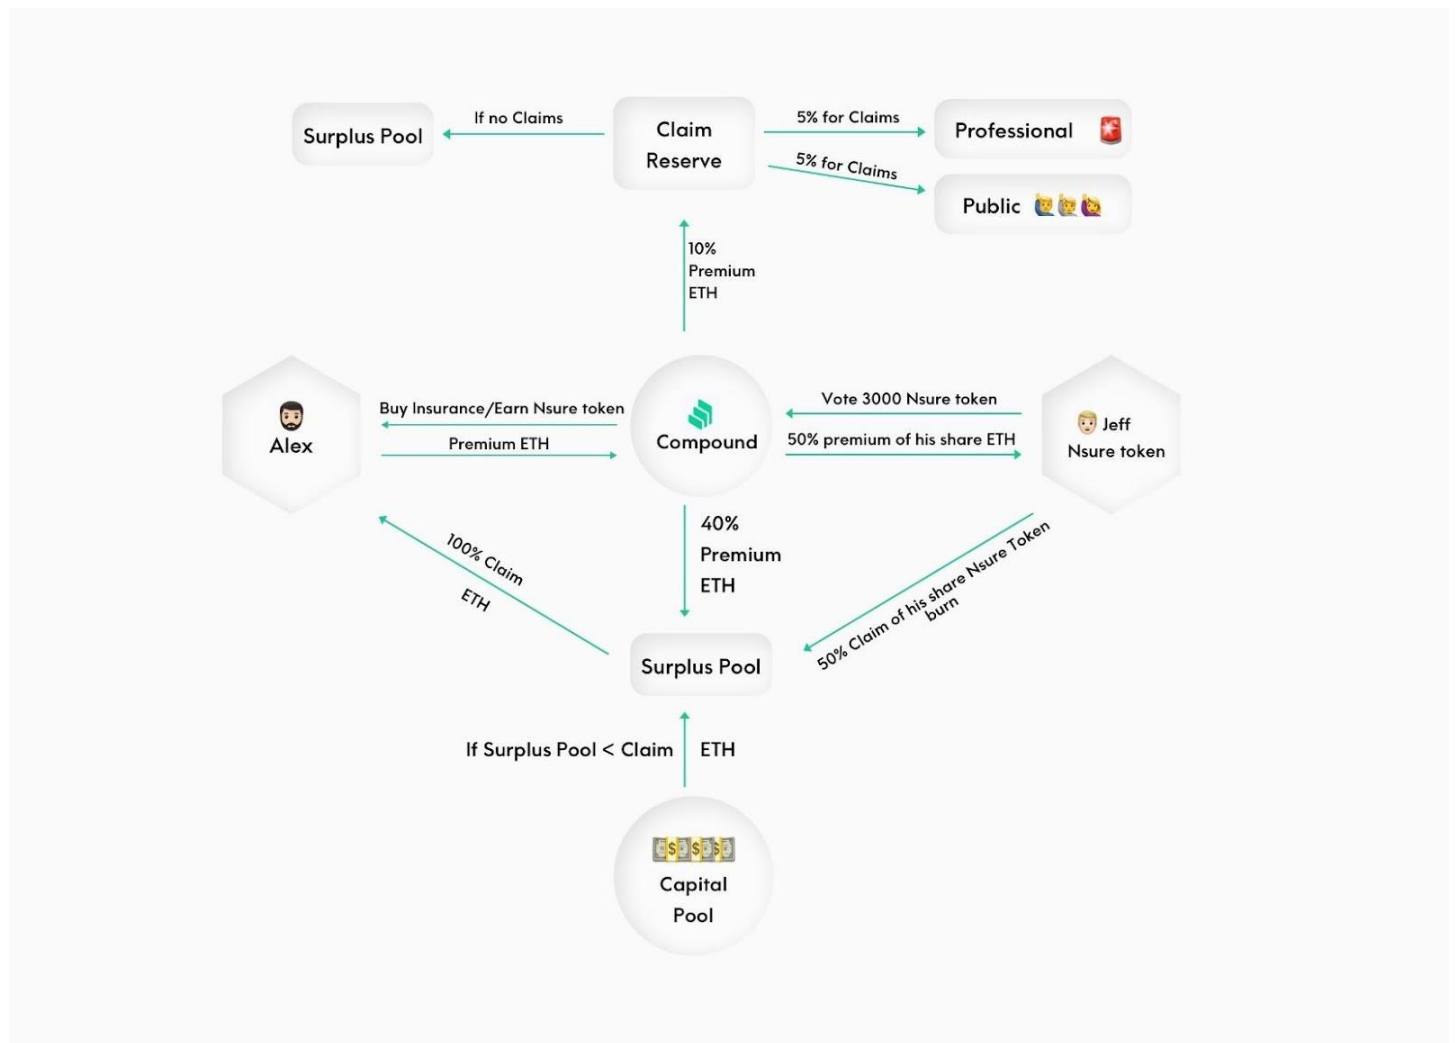 Surplus Pool
If no Claims
Claim
Reserve
5% for Claims
5% for Claims
Professional
Public
10%
Premium
ETH
Alex
Buy Insurance/Earn Nsure token
Premium ETH
Compound
Vote 3000 Nsure token
50% premium of his share ETH
Jeff
Nsure token
100% Claim
ETH
40%
Premium
ETH
50% Claim of his share Nsure Token
burn
Surplus Pool
If Surplus Pool < Claim
ETH
Capital
Pool